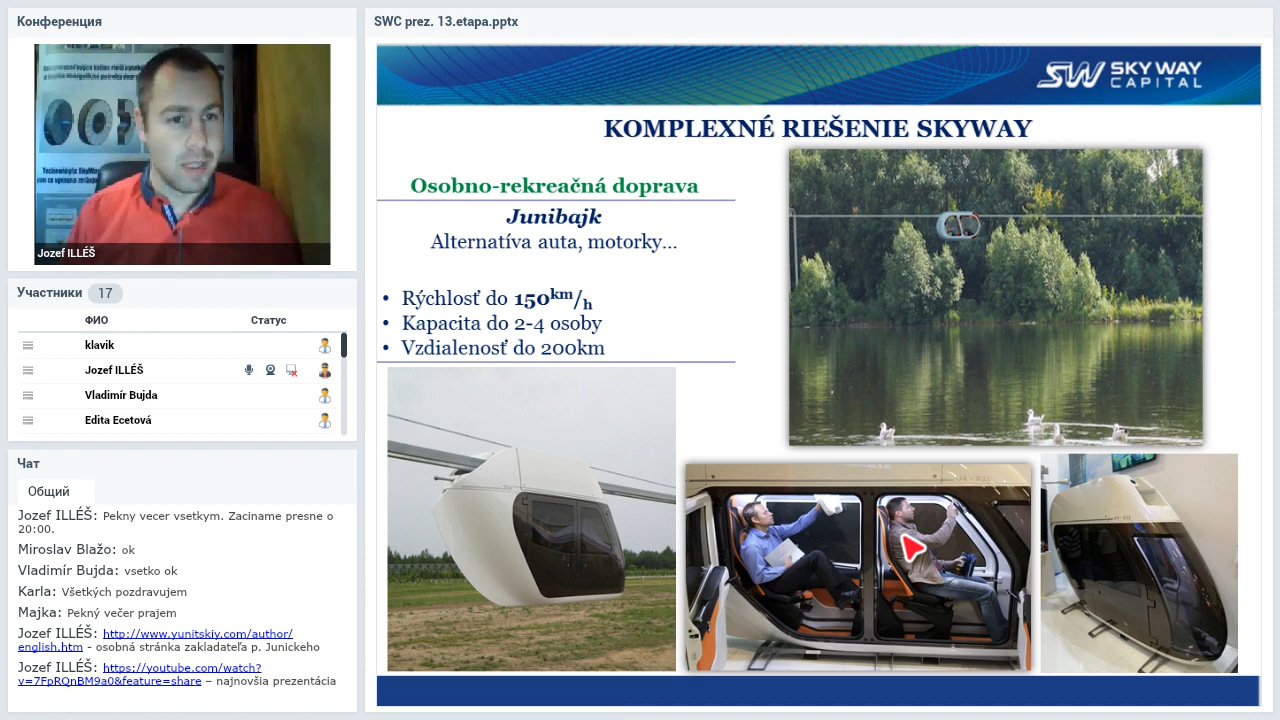 Конференция
Jozef ILLÉŠ
Участники 17
ФИО Статус
klavik
Jozef ILLÉŠ
Vladimír Bujda
Edita Ecetová
Чат
Общий
Jozef ILLÉŠ: Pekny vecer vsetkym. Zaciname presne o
20:00.
Miroslav Blažo: ok
Vladimír Bujda: vsetko ok
Karla: Všetkých pozdravujem
Majka: Pekný večer prajem
Jozef ILLÉŠ: http://www.yunitskiy.com/author/
english.htm - osobná stránka zakladateľa p. Junickeho
Jozef ILLÉŠ: https://youtube.com/watch?
v=7FpRQnBM9a0&feature=share – najnovšia prezentácia
SWC prez. 13.etapa.pptx
SW SKY WAY
CAPITAL
KOMPLEXNÉ RIEŠENIE SKYWAY
Osobno-rekreačná doprava
Junibajk
Alternatíva auta, motorky...
• Rýchlosť do 150km/h
• Kapacita do 2-4 osoby
• Vzdialenosť do 200km